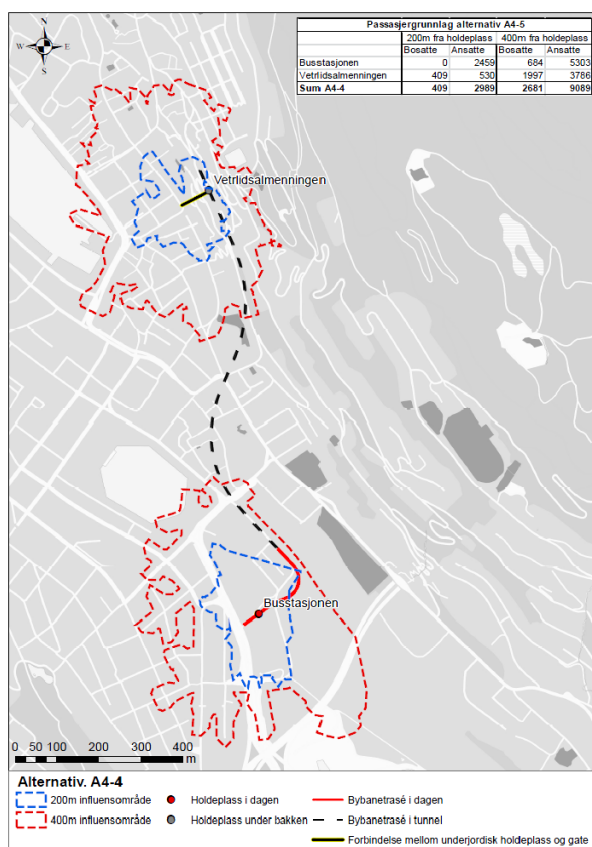 N
W E
S
Passasjergrunnlag alternativ A4-5
200m fra holdeplass 400m fra holdeplass
Bosatte Ansatte Bosatte Ansatte
Busstasjonen 0 2459 684 5303
Vetrlidsalmenningen 409 530 1997 3786
Sum A4-4 409 2989 2681 9089
Vetrlidsalmenningen
Busstasjonen
0 50 100 200 300 400
m
Alternativ. A4-4
200m influensområde Holdeplass i dagen Bybanetrasé i dagen
400m influensområde Holdeplass under bakken Bybanetrasé i tunnel
Forbindelse mellom underjordisk holdeplass og gate